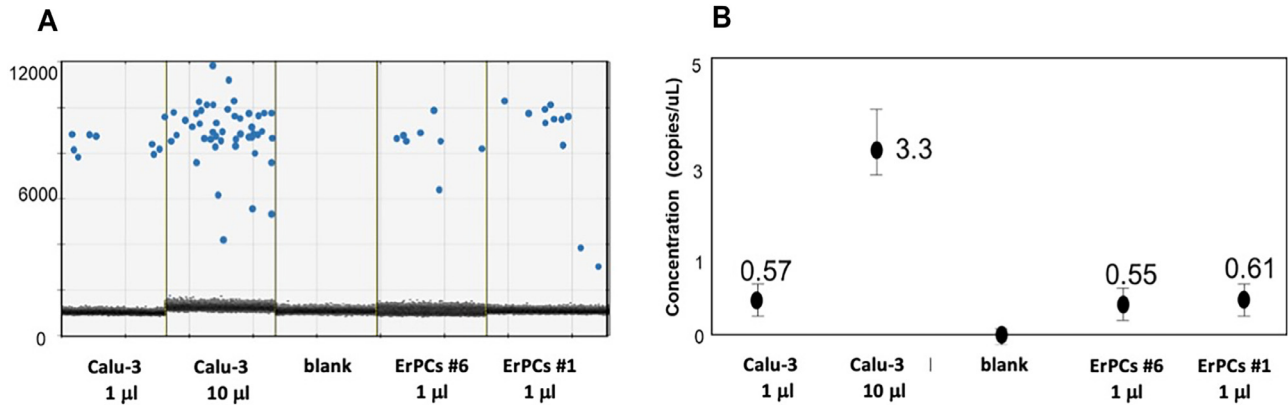 A
12000
6000
0
Calu-3
1 µl
Calu-3
10 µl
blank
ErPCs #6
1 µl
ErPCs #1
1 µl
B
Concentration (copies/uL)
5
3
1
0
0.57
3.3
0.55
0.61
Calu-3
1 µl
Calu-3
10 µl
blank
ErPCs #6
1 µl
ErPCs #1
1 µl